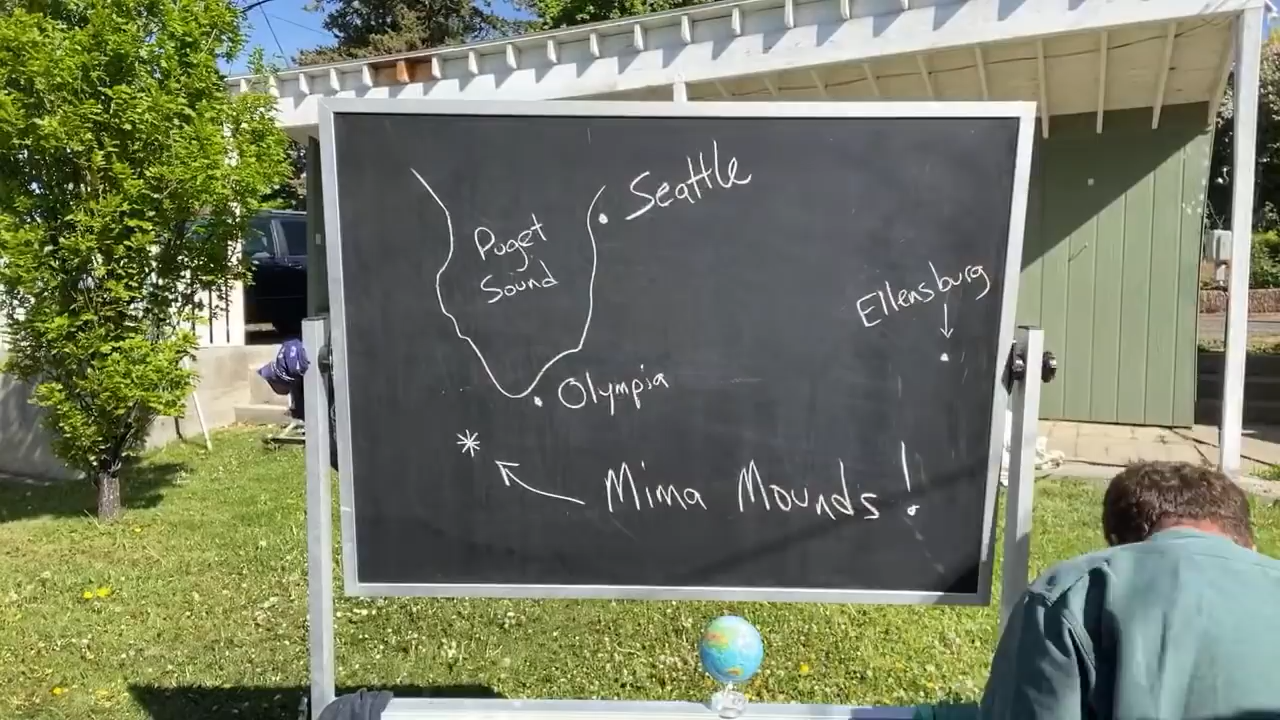 Seattle
Puget
Sound
Ellensburg
Olympia
Mima Mounds!